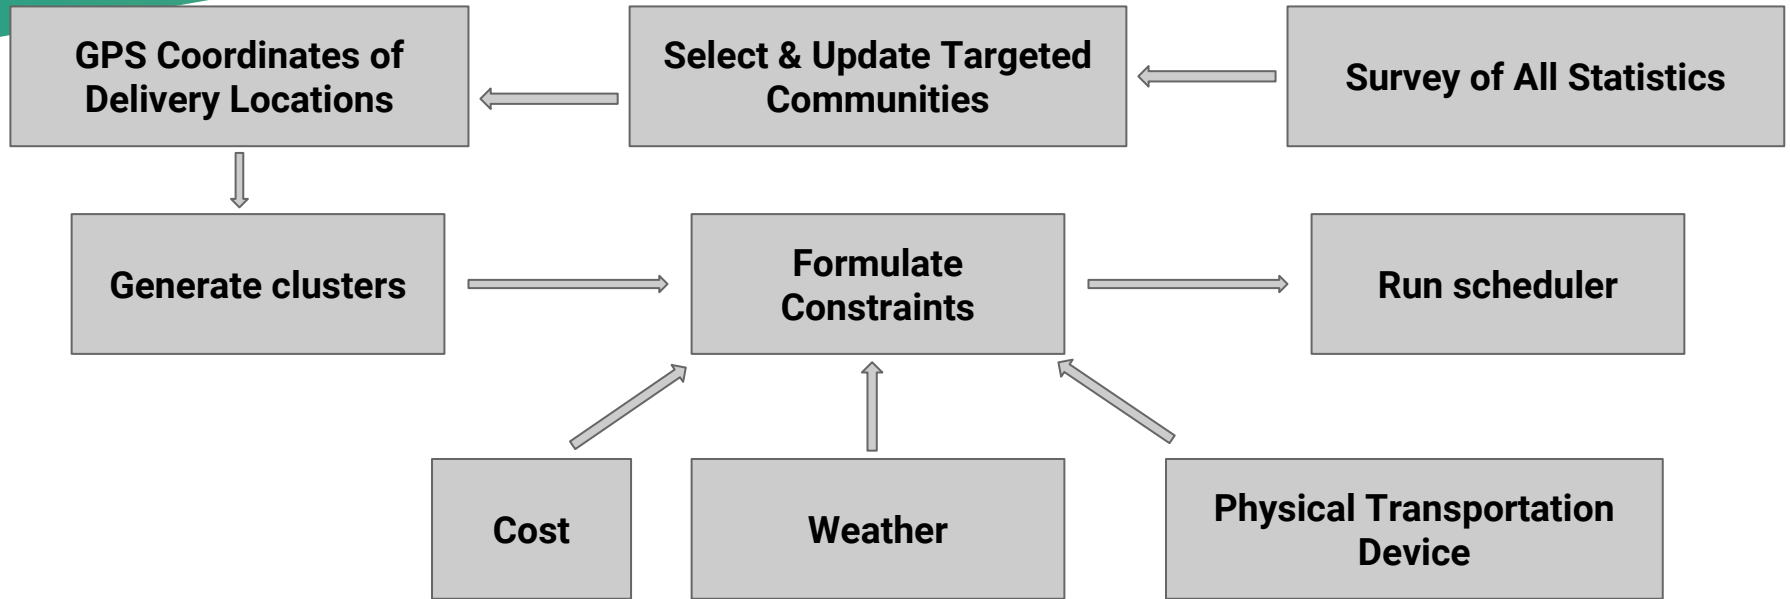 GPS Coordinates of
Delivery Locations
Select & Update Targeted
Communities
Survey of All Statistics
Generate clusters
Formulate
Constraints
Run scheduler
Cost
Weather
Physical Transportation
Device